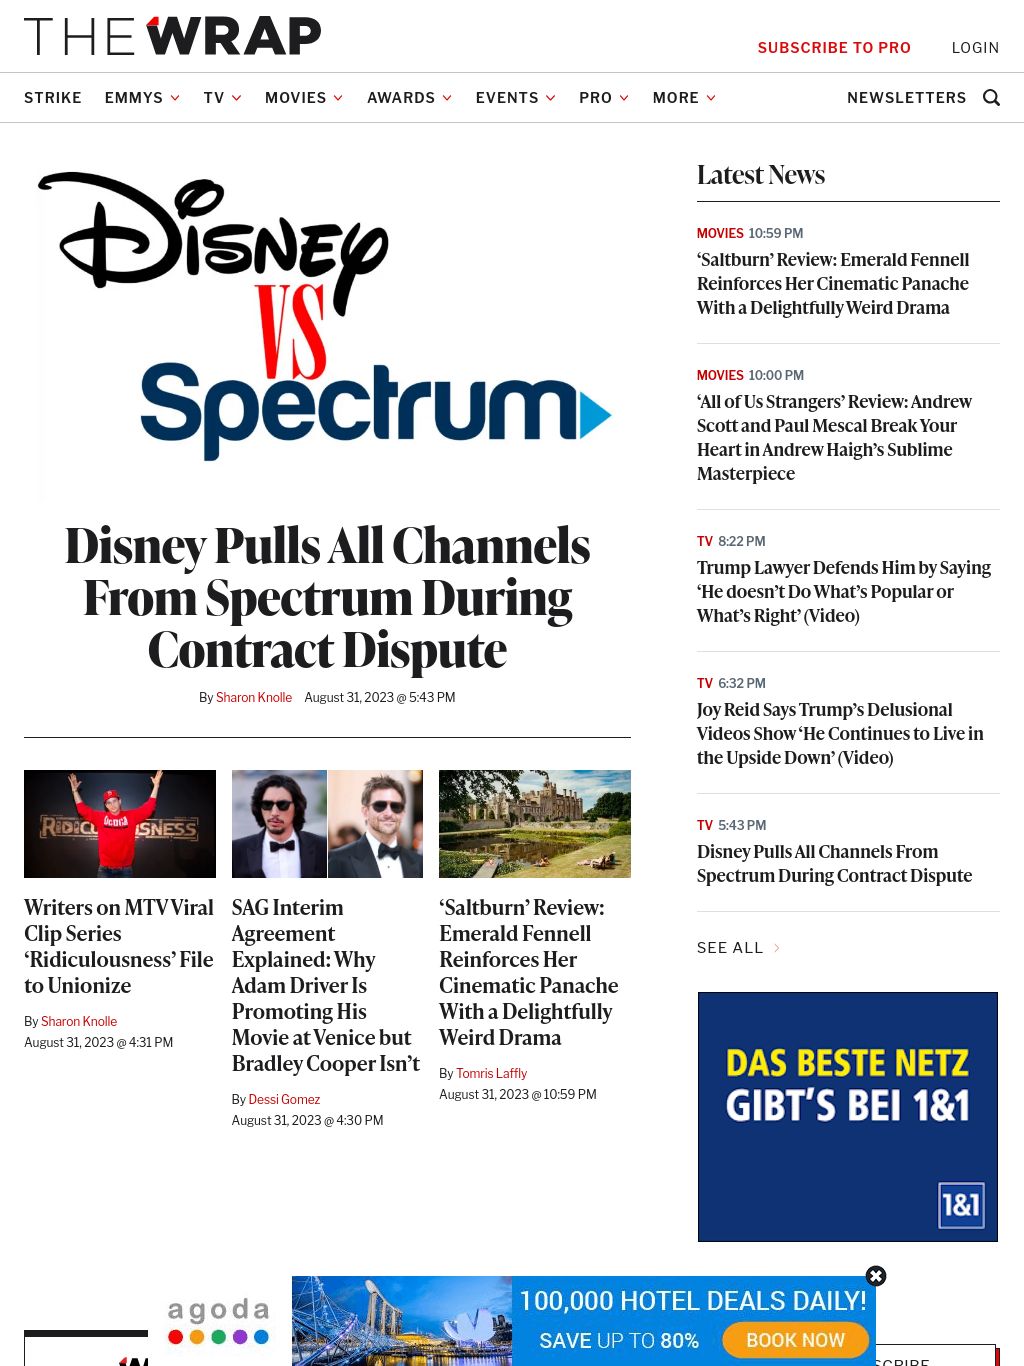 THE WRAP
SUBSCRIBE TO PRO
LOGIN
STRIKE
EMMYS
TV
MOVIES
AWARDS
EVENTS
PRO
MORE
NEWSLETTERS
DISNEY
VS
Spectrum
Disney Pulls All Channels
From Spectrum During
Contract Dispute
By Sharon Knolle August 31, 2023 @ 5:43 PM
RIDICULOUSNESS
Writers on MTV Viral
Clip Series
‘Ridiculousness’ File
to Unionize
By Sharon Knolle
August 31, 2023 @ 4:31 PM
SAG Interim
Agreement
Explained: Why
Adam Driver Is
Promoting His
Movie at Venice but
Bradley Cooper Isn’t
By Dessi Gomez
August 31, 2023 @ 4:30 PM
‘Saltburn’ Review:
Emerald Fennell
Reinforces Her
Cinematic Panache
With a Delightfully
Weird Drama
By Tomris Laffly
August 31, 2023 @ 10:59 PM
Latest News
MOVIES 10:59 PM
‘Saltburn’ Review: Emerald Fennell
Reinforces Her Cinematic Panache
With a Delightfully Weird Drama
MOVIES 10:00 PM
‘All of Us Strangers’ Review: Andrew
Scott and Paul Mescal Break Your
Heart in Andrew Haigh’s Sublime
Masterpiece
TV 8:22 PM
Trump Lawyer Defends Him by Saying
‘He doesn’t Do What’s Popular or
What’s Right’ (Video)
TV 6:32 PM
Joy Reid Says Trump’s Delusional
Videos Show ‘He Continues to Live in
the Upside Down’ (Video)
TV 5:43 PM
Disney Pulls All Channels From
Spectrum During Contract Dispute
SEE ALL
DAS BESTE NETZ
GIBT’S BEI 1&1
1&1
agoda
100,000 HOTEL DEALS DAILY!
SAVE UP TO 80%
BOOK NOW